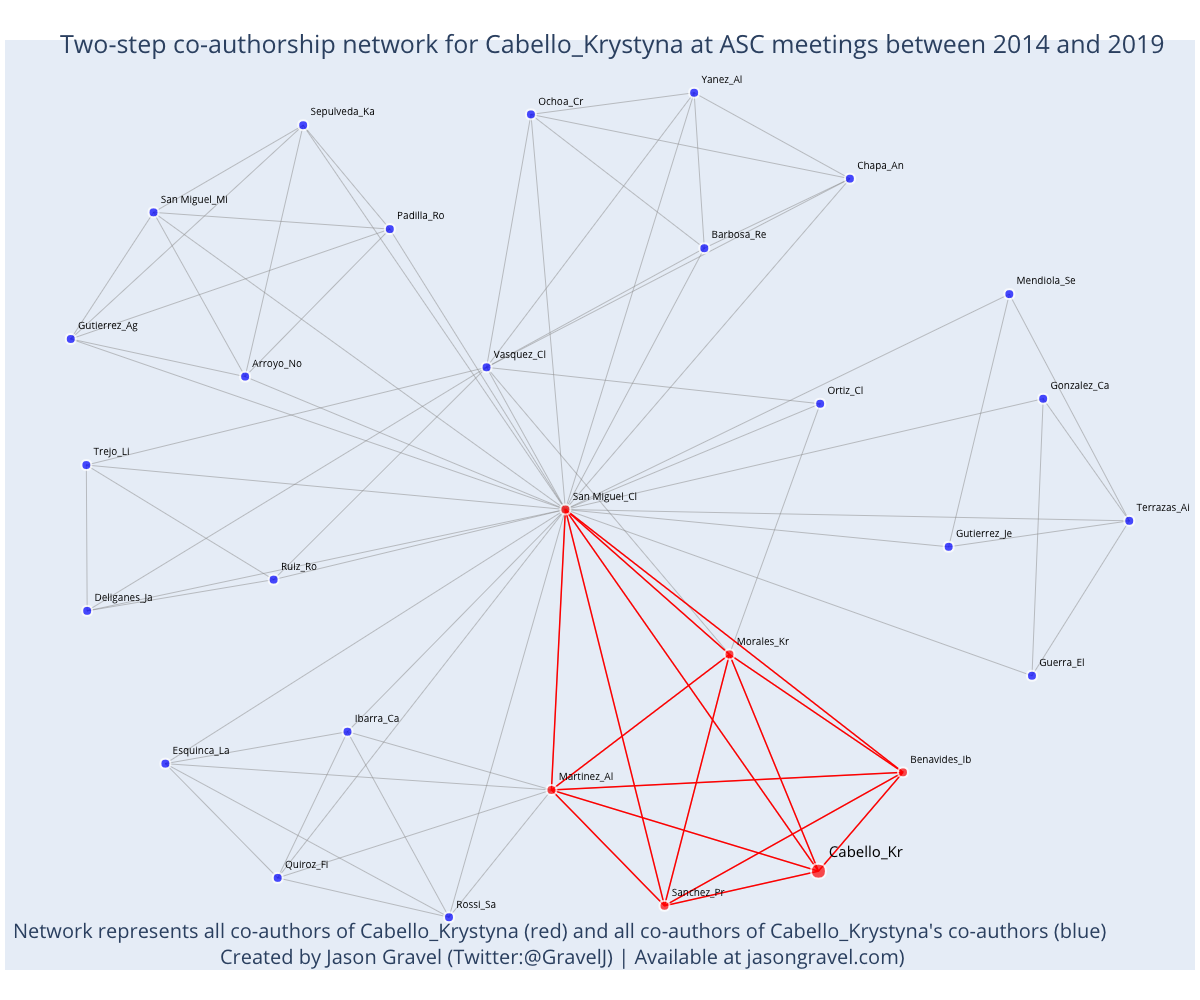 Two-step co-authorship network for Cabello_Krystyna at ASC meetings between 2014 and 2019
Yanez_Al
Ochoa_Cr
Sepulveda_Ka
Chapa_An
San Miguel_Mi
Padilla_Ro
Barbosa_Re
Mendiola_Se
Gutierrez_Ag
Vasquez_Cl
Arroyo_No
Gonzalez_Ca
Ortiz_Cl
Trejo_Li
San Miguel_Cl
Terrazas_Al
Gutierrez_Je
Ruiz_Ro
Deliganes_Ja
Morales_Kr
Guerra_El
Ibarra_Ca
Esquinca_La
Benavides_Ib
Martinez_Al
Cabello_Kr
Quiroz_Fi
Sanchez_Pr
Rossi_Sa
Network represents all co-authors of Cabello_Krystyna (red) and all co-authors of Cabello_Krystyna's co-authors (blue)
Created by Jason Gravel (Twitter:@GravelJ) | Available at jasongravel.com)